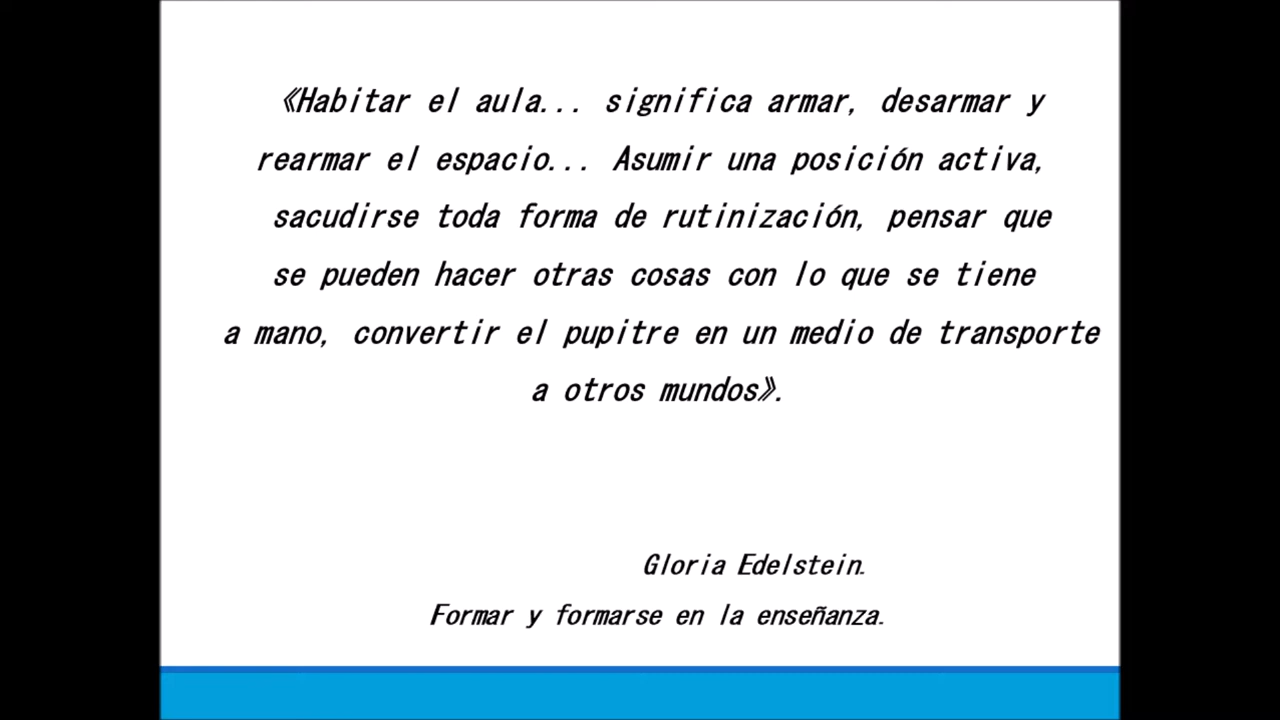 《Habitar el aula... significa armar, desarmar y
rearmar el espacio... Asumir una posición activa,
sacudirse toda forma de rutinización, pensar que
se pueden hacer otras cosas con lo que se tiene
a mano, convertir el pupitre en un medio de transporte
a otros mundos》.
Gloria Edelstein.
Formar y formarse en la enseñanza.